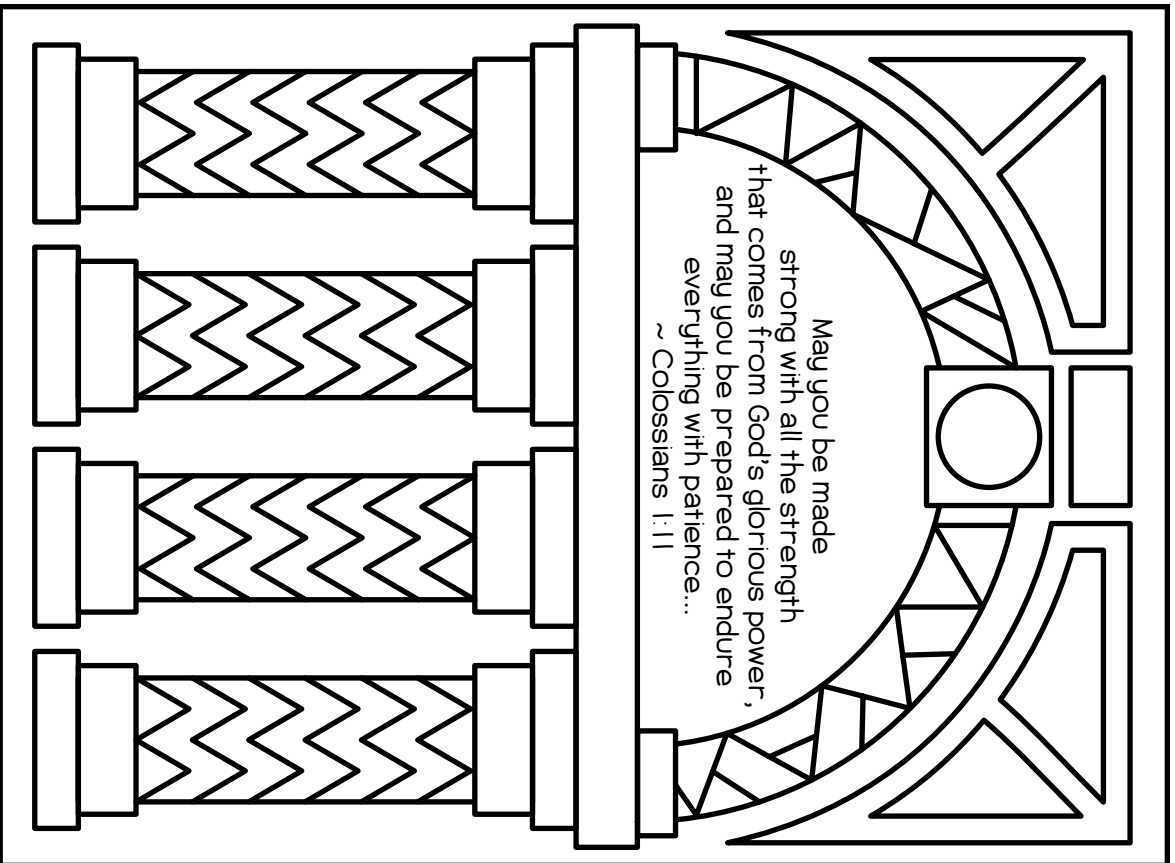 May you be made
strong with all the strength
that comes from God's glorious power,
and may you be prepared to endure
everything with patience...
~ Colossians 1:11